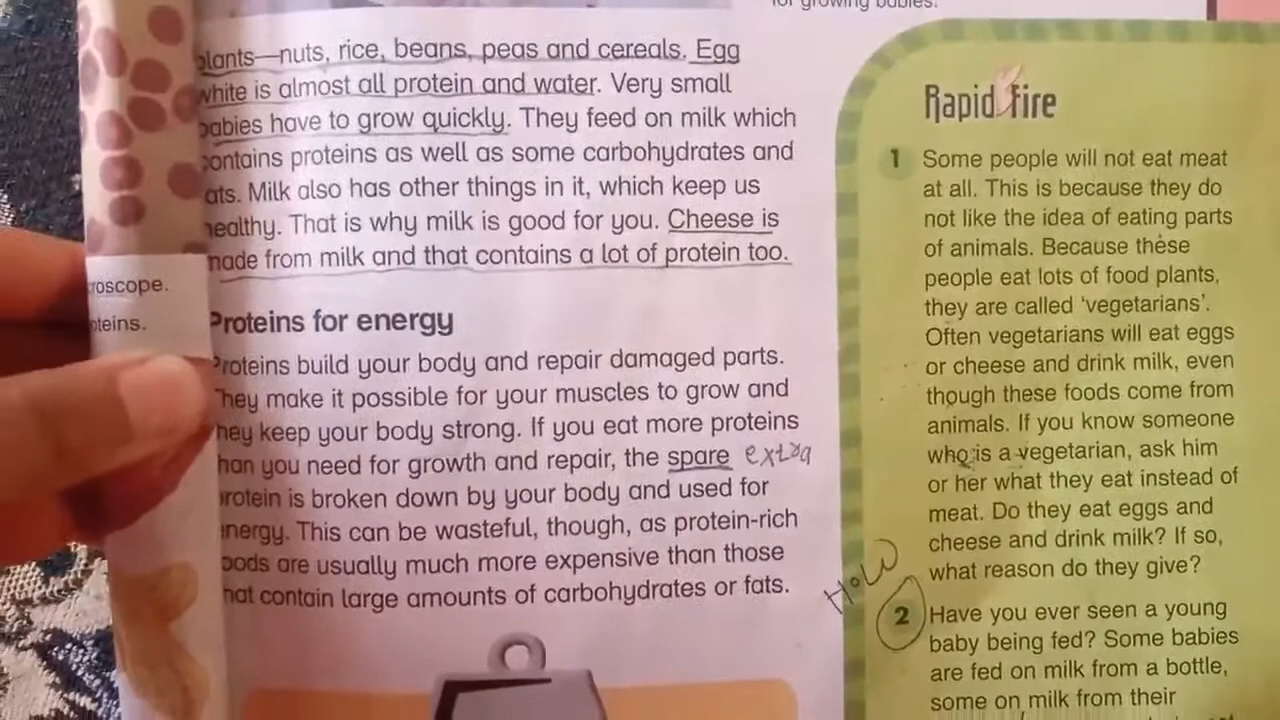 for growing babies.
plants—nuts, rice, beans, peas and cereals. Egg
white is almost all protein and water. Very small
babies have to grow quickly. They feed on milk which
contains proteins as well as some carbohydrates and
ats. Milk also has other things in it, which keep us
healthy. That is why milk is good for you. Cheese is
made from milk and that contains a lot of protein too.
roscope.
oteins.
Proteins for energy
Proteins build your body and repair damaged parts.
They make it possible for your muscles to grow and
hey keep your body strong. If you eat more proteins
han you need for growth and repair, the spare extra
protein is broken down by your body and used for
energy. This can be wasteful, though, as protein-rich
oods are usually much more expensive than those
hat contain large amounts of carbohydrates or fats.
Rapid fire
1 Some people will not eat meat
at all. This is because they do
not like the idea of eating parts
of animals. Because these
people eat lots of food plants,
they are called ‘vegetarians’.
Often vegetarians will eat eggs
or cheese and drink milk, even
though these foods come from
animals. If you know someone
who is a vegetarian, ask him
or her what they eat instead of
meat. Do they eat eggs and
cheese and drink milk? If so,
what reason do they give?
HoW
2 Have you ever seen a young
baby being fed? Some babies
are fed on milk from a bottle,
some on milk from their